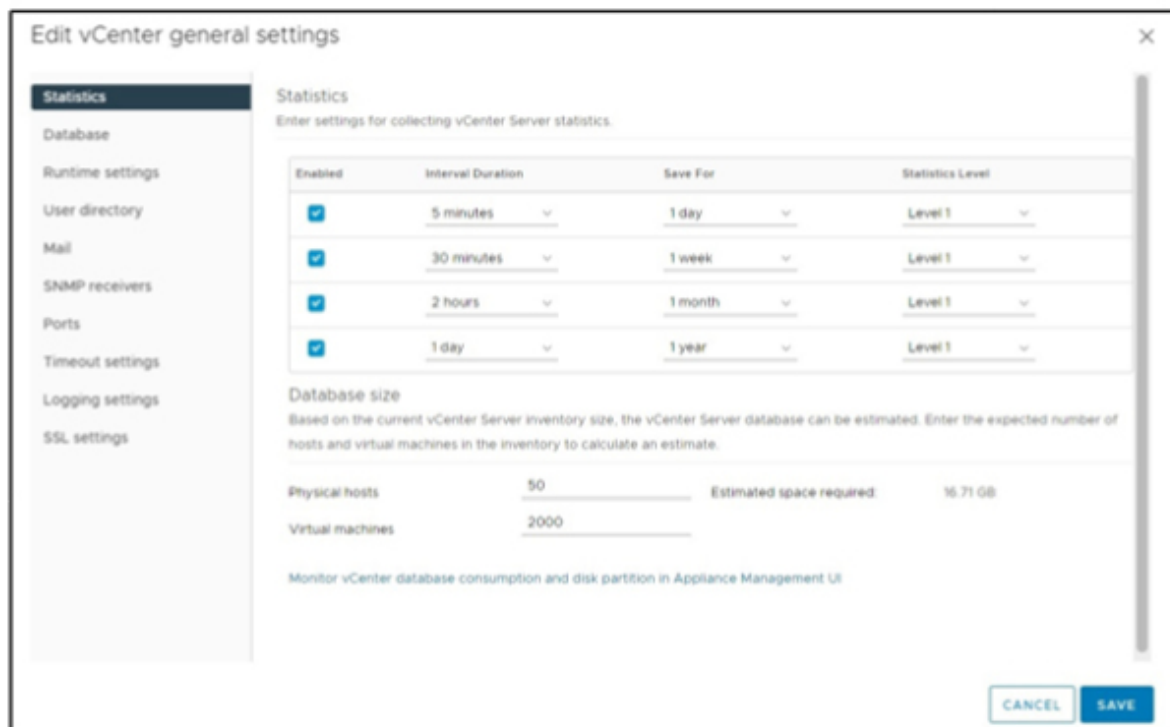 Edit vCenter general settings
Statistics
Database
Runtime settings
User directory
Mail
SNMP receivers
Ports
Timeout settings
Logging settings
SSL settings
Statistics
Enter settings for collecting vCenter Server statistics.
Enabled Interval Duration Save For Statistics Level
5 minutes 1 day Level 1
30 minutes 1 week Level 1
2 hours 1 month Level 1
1 day 1 year Level 1
Database size
Based on the current vCenter Server inventory size, the vCenter Server database can be estimated. Enter the expected number of
hosts and virtual machines in the inventory to calculate an estimate.
Physical hosts 50 Estimated space required: 16.71 GB
Virtual machines 2000
Monitor vCenter database consumption and disk partition in Appliance Management UI
CANCEL SAVE